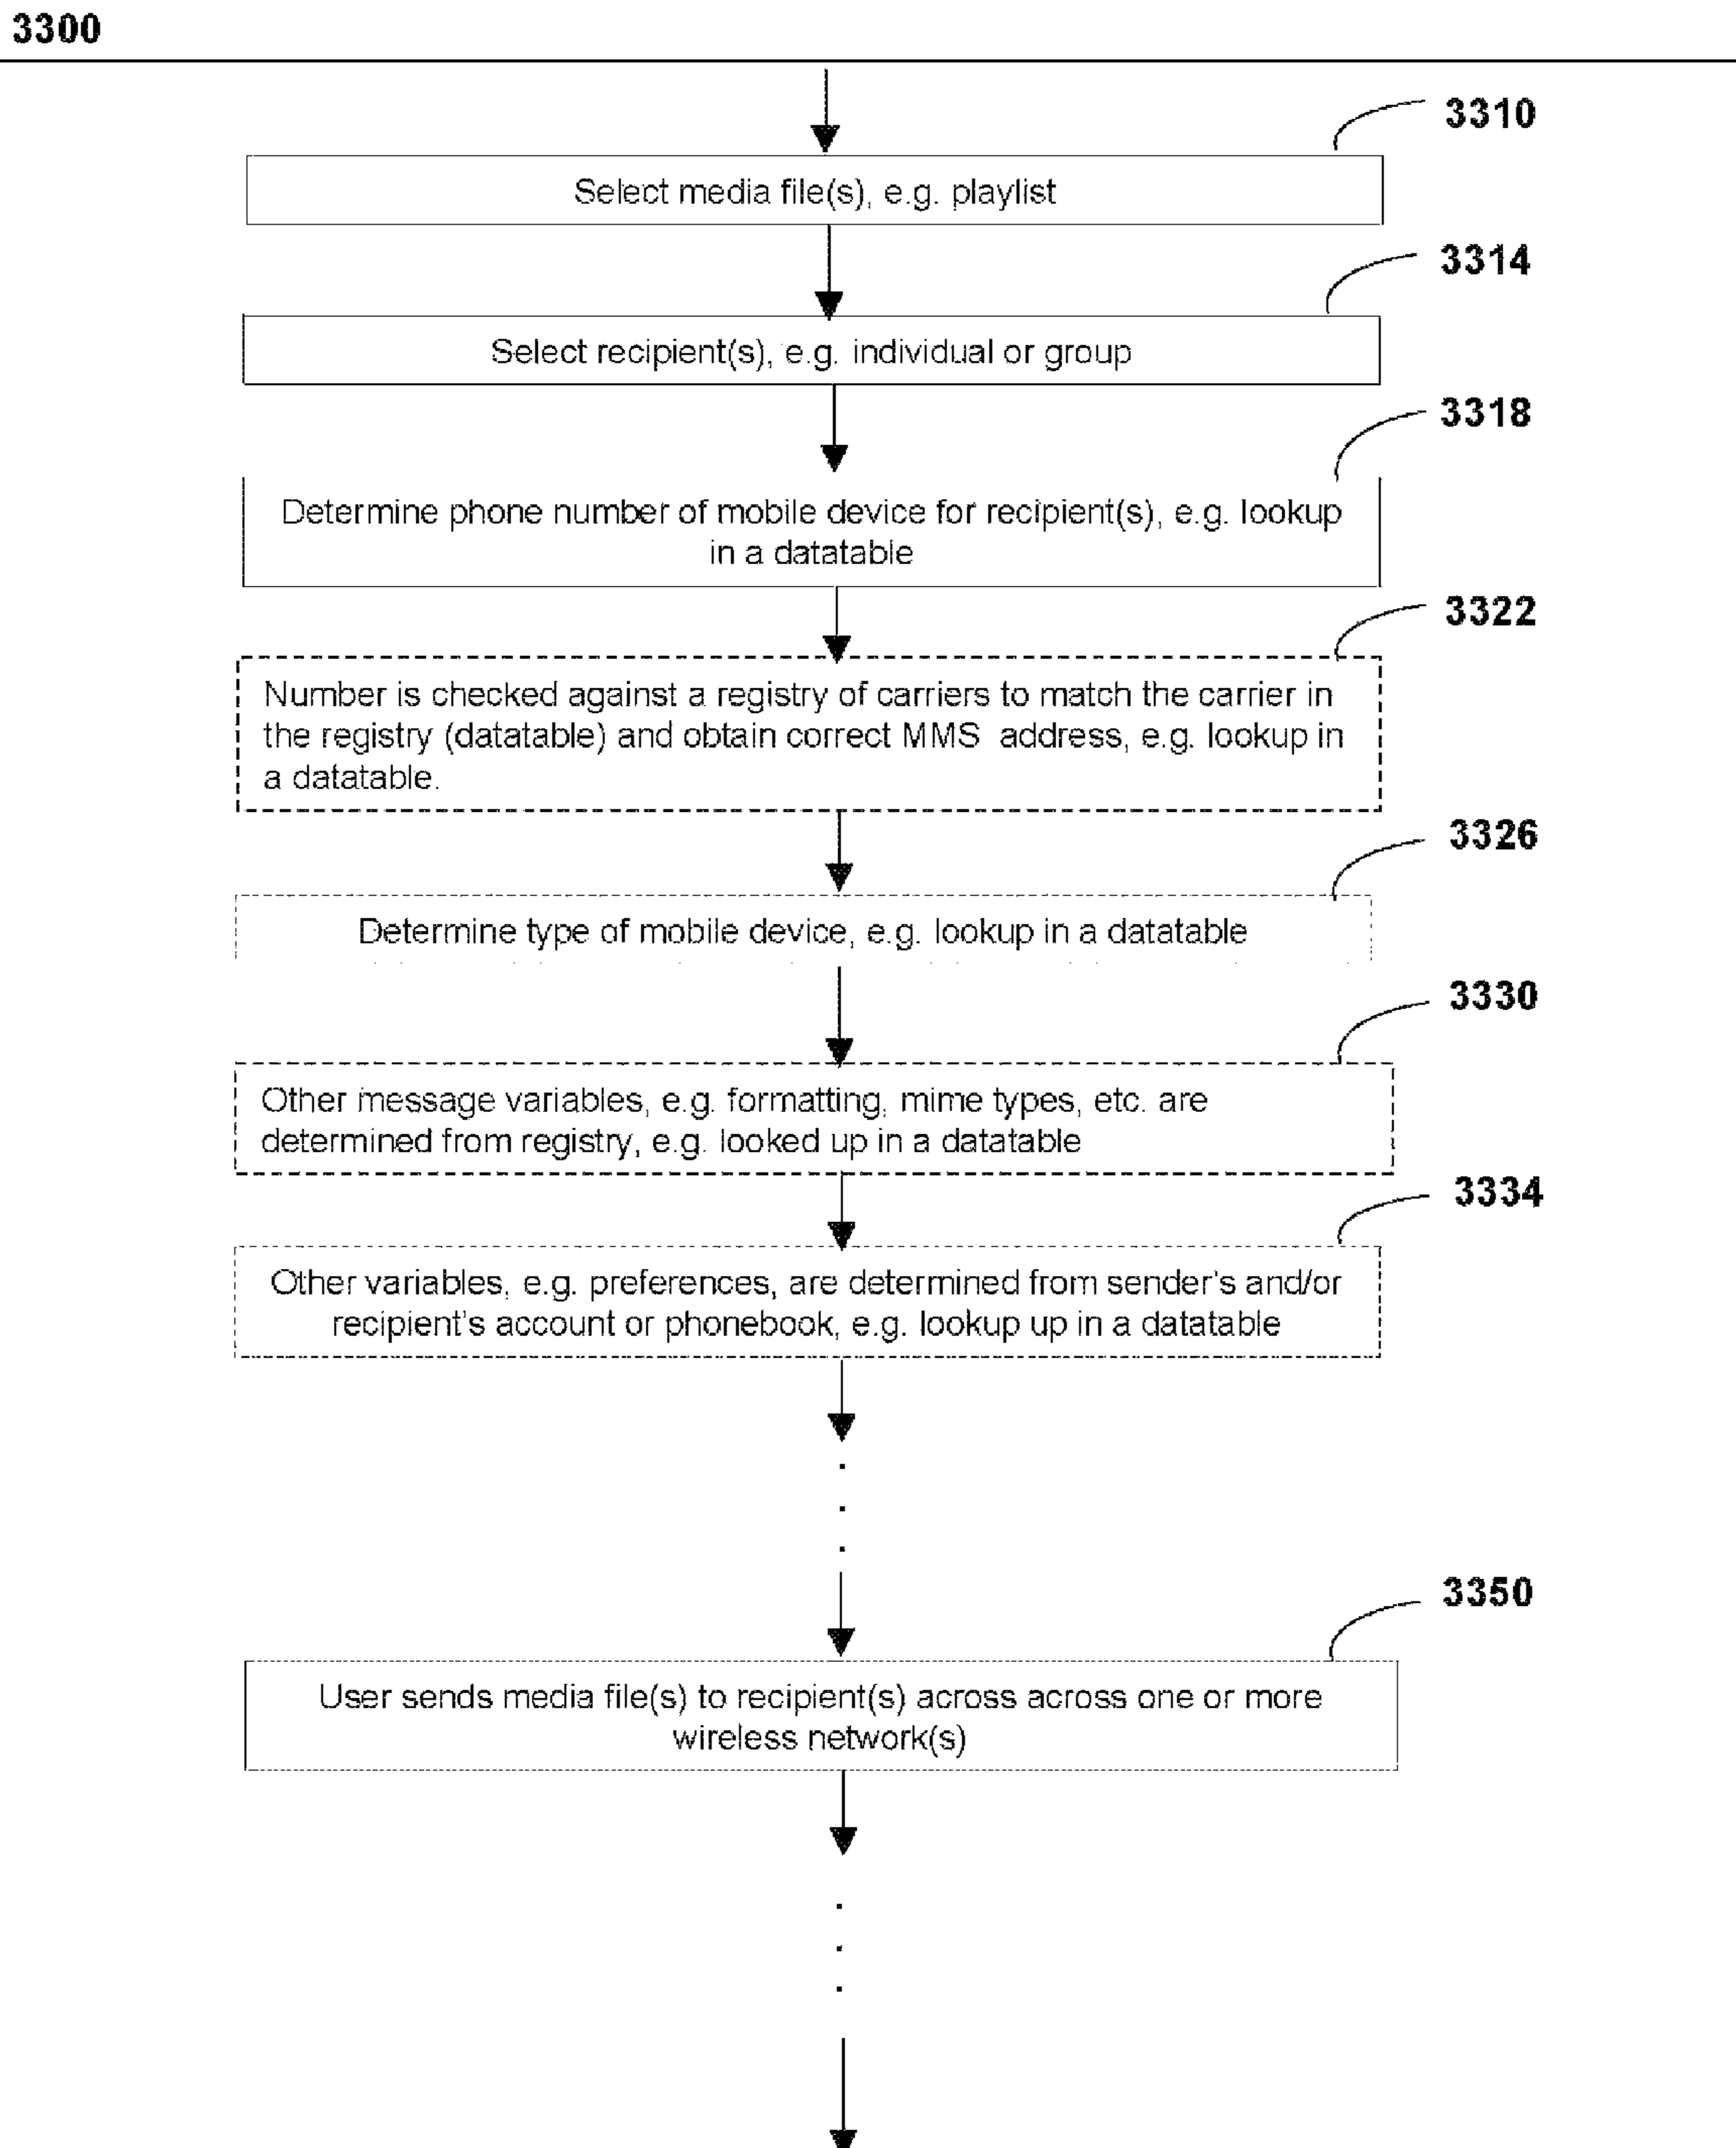 3300
3310
Select media file(s), e.g. playlist
3314
Select recipient(s), e.g. individual or group
3318
Determine phone number of mobile device for recipient(s), e.g. lookup
in a datatable
3322
Number is checked against a registry of carriers to match the carrier in
the registry (datatable) and obtain correct MMS address, e.g. lookup in
a datatable.
3326
Determine type of mobile device, e.g. lookup in a datatable
3330
Other message variables, e.g. formatting, mime types, etc. are
determined from registry, e.g. looked up in a datatable
3334
Other variables, e.g. preferences, are determined from sender's and/or
recipient's account or phonebook, e.g. lookup up in a datatable
.
.
.
3350
User sends media file(s) to recipient(s) across across one or more
wireless network(s)
.
.
.